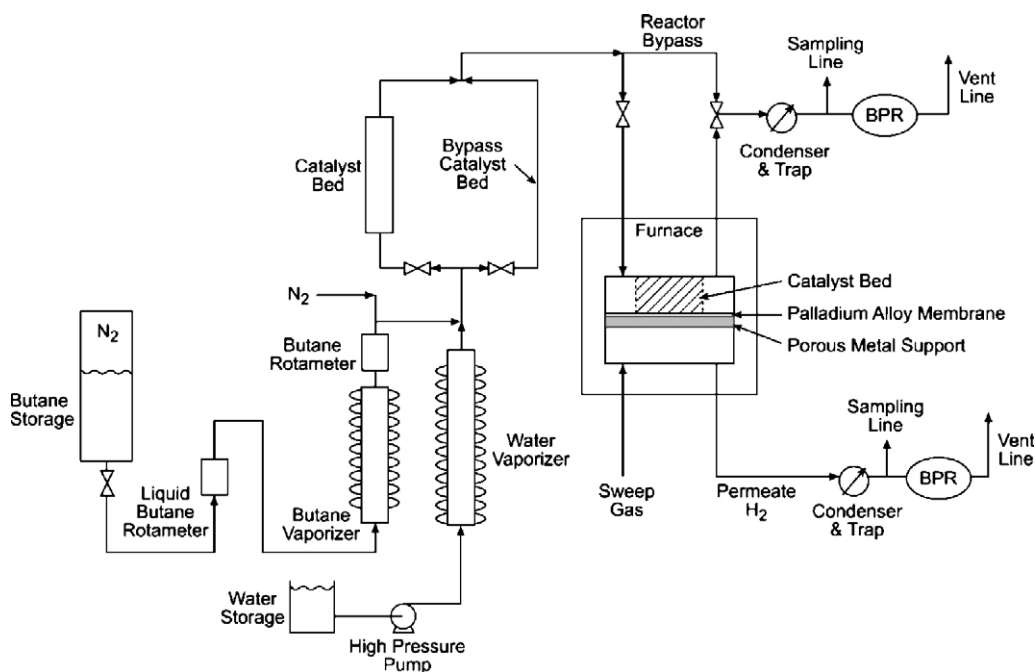 Reactor
Bypass
Sampling
Line
Vent
Line
BPR
Condenser
& Trap
Catalyst
Bed
Bypass
Catalyst
Bed
Furnace
Catalyst Bed
Palladium Alloy Membrane
Porous Metal Support
N2
N2
Butane
Rotameter
Butane
Storage
Water
Vaporizer
Liquid
Butane
Rotameter
Butane
Vaporizer
Sweep
Gas
Permeate
H2
Sampling
Line
Vent
Line
BPR
Condenser
& Trap
Water
Storage
High Pressure
Pump